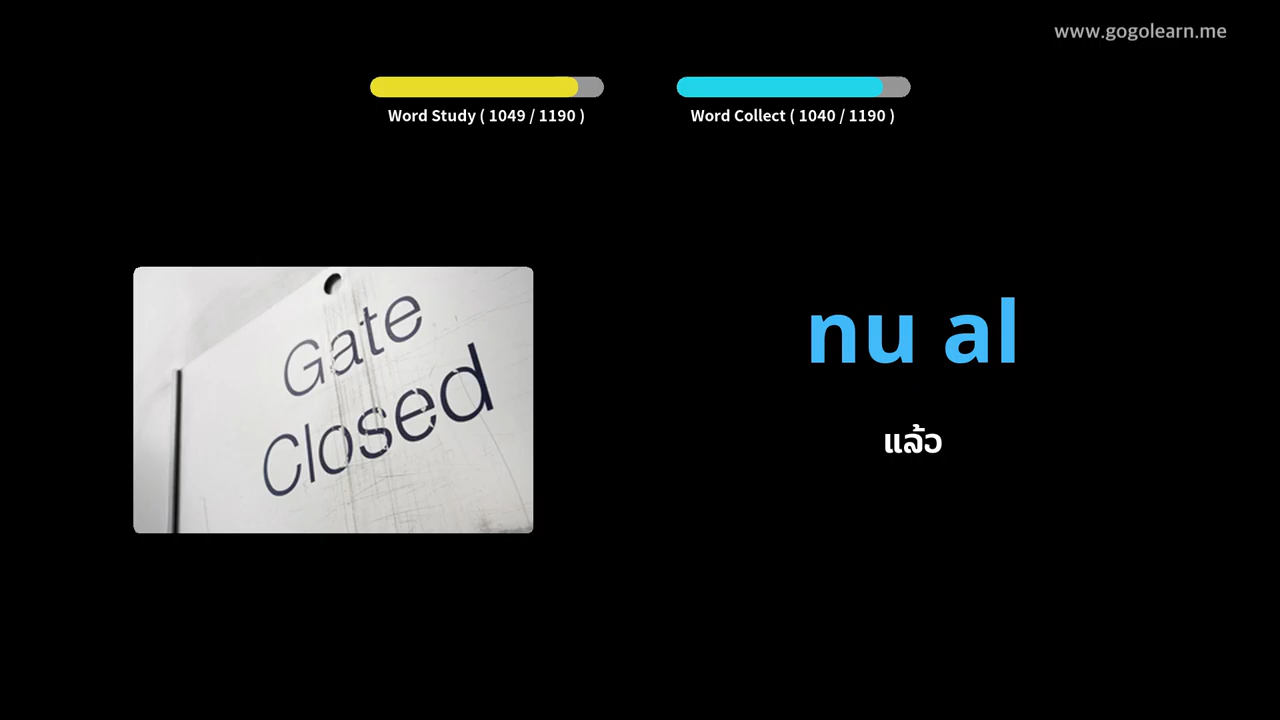 www.gogolearn.me
Word Study ( 1049 / 1190 )
Word Collect ( 1040 / 1190 )
Gate
Closed
nu al
แล้ว